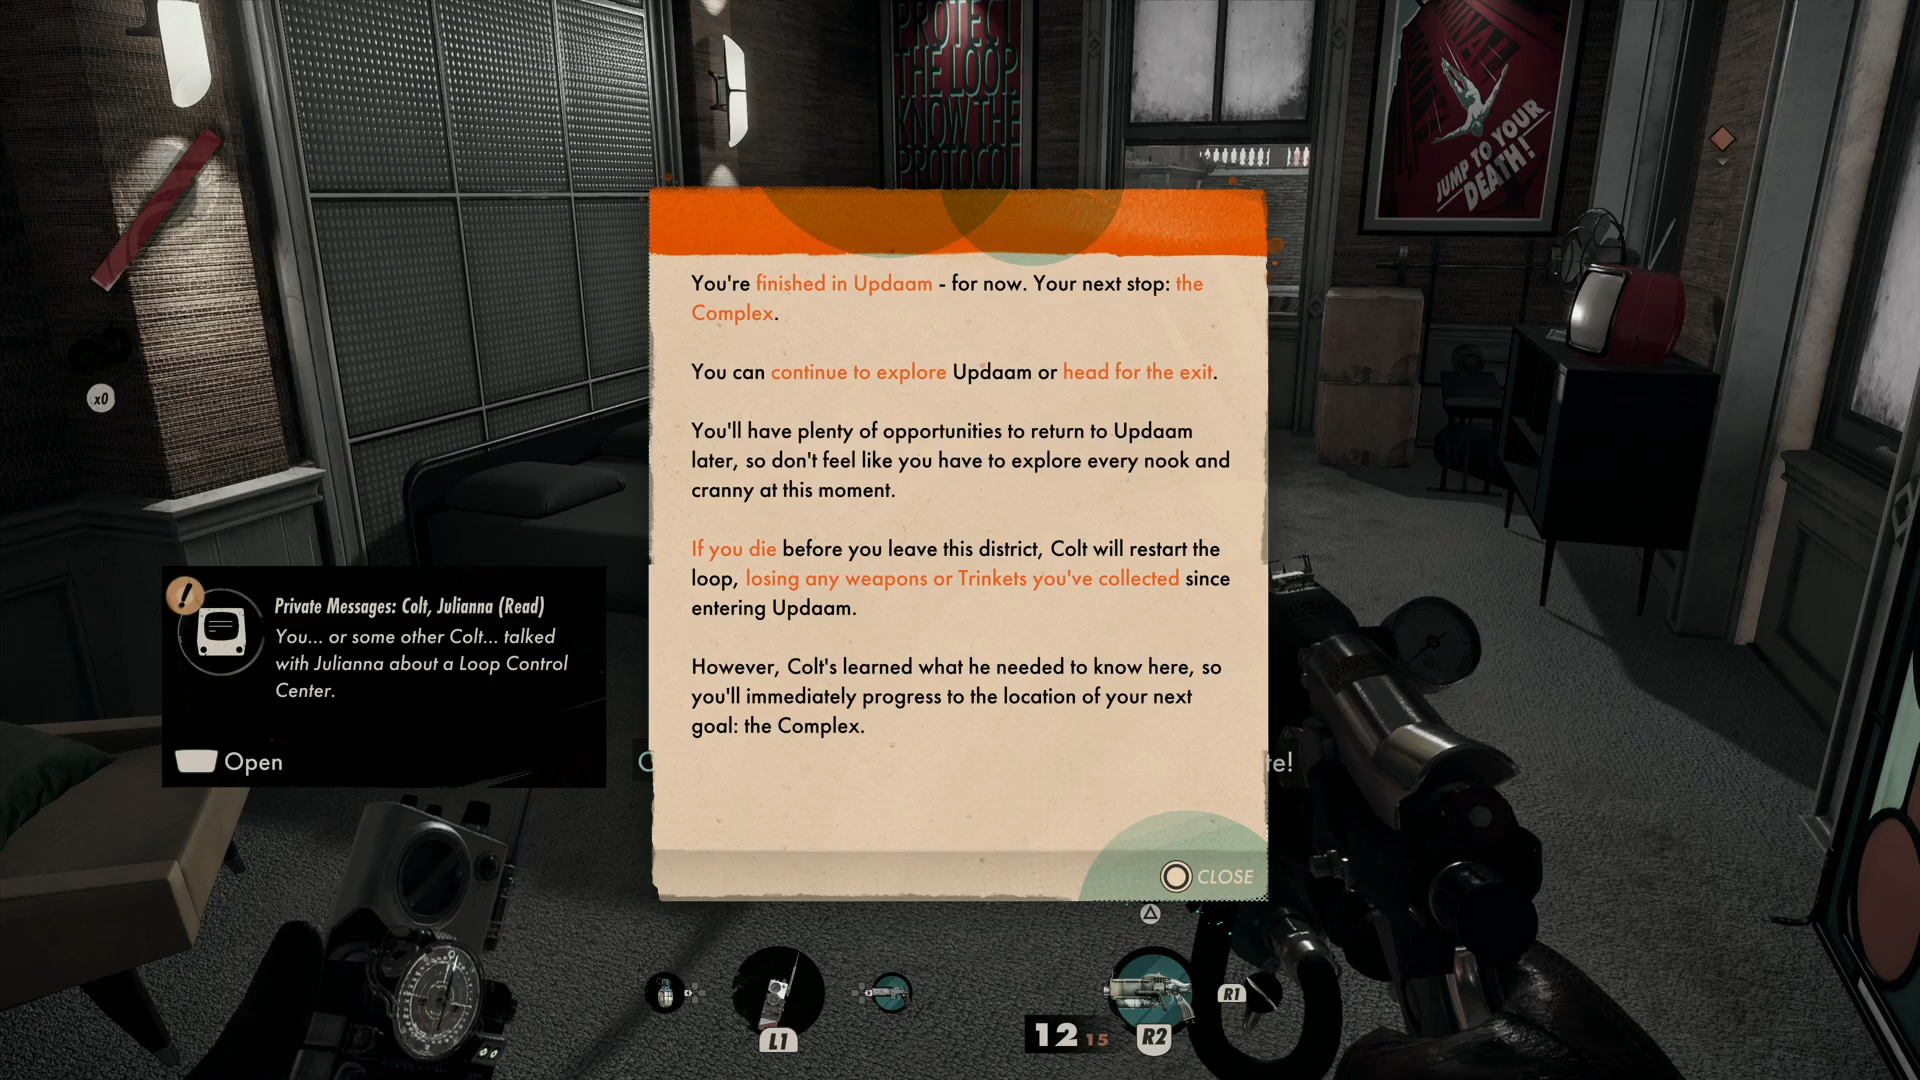 PROTECT
THE LOOP.
KNOW THE
PROTOCOL
JUMP TO YOUR
DEATH!
x0
You're finished in Updaam - for now. Your next stop: the
Complex.
You can continue to explore Updaam or head for the exit.
You'll have plenty of opportunities to return to Updaam
later, so don't feel like you have to explore every nook and
cranny at this moment.
If you die before you leave this district, Colt will restart the
loop, losing any weapons or Trinkets you've collected since
entering Updaam.
However, Colt's learned what he needed to know here, so
you'll immediately progress to the location of your next
goal: the Complex.
CLOSE
Private Messages: Colt, Julianna (Read)
You... or some other Colt... talked
with Julianna about a Loop Control
Center.
Open
te!
L1
12 15
R2
R1